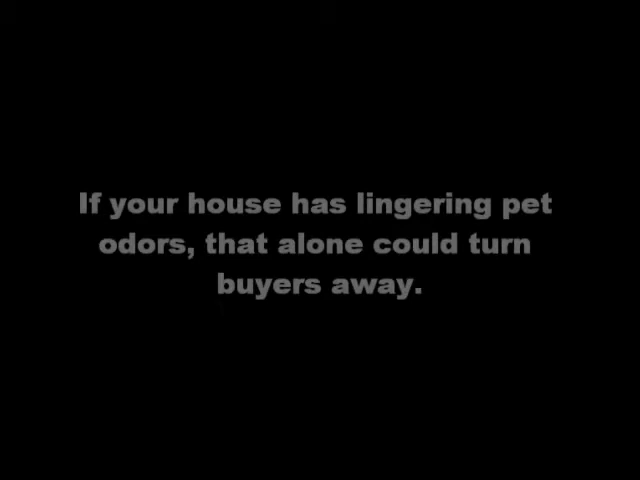 If your house has lingering pet
odors, that alone could turn
buyers away.